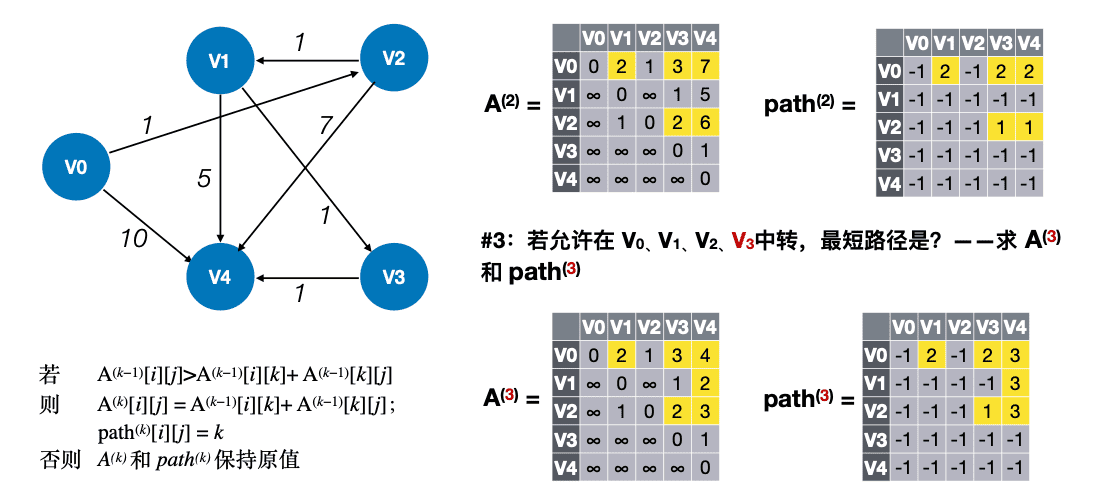 V1
1
V2
1
7
V0
5
1
10
V4
1
V3
若 A(k−1)[i][j]>A(k−1)[i][k]+ A(k−1)[k][j]
则 A(k)[i][j] = A(k−1)[i][k]+ A(k−1)[k][j] ;
path(k)[i][j] = k
否则 A(k) 和 path(k) 保持原值
A(2) =
V0 V1 V2 V3 V4
V0 0 2 1 3 7
V1 ∞ 0 ∞ 1 5
V2 ∞ 1 0 2 6
V3 ∞ ∞ ∞ 0 1
V4 ∞ ∞ ∞ ∞ 0
path(2) =
V0 V1 V2 V3 V4
V0 -1 2 -1 2 2
V1 -1 -1 -1 -1 -1
V2 -1 -1 -1 1 1
V3 -1 -1 -1 -1 -1
V4 -1 -1 -1 -1 -1
#3：若允许在 V0、V1、V2、V3中转，最短路径是？——求 A(3)
和 path(3)
A(3) =
V0 V1 V2 V3 V4
V0 0 2 1 3 4
V1 ∞ 0 ∞ 1 2
V2 ∞ 1 0 2 3
V3 ∞ ∞ ∞ 0 1
V4 ∞ ∞ ∞ ∞ 0
path(3) =
V0 V1 V2 V3 V4
V0 -1 2 -1 2 3
V1 -1 -1 -1 -1 3
V2 -1 -1 -1 1 3
V3 -1 -1 -1 -1 -1
V4 -1 -1 -1 -1 -1